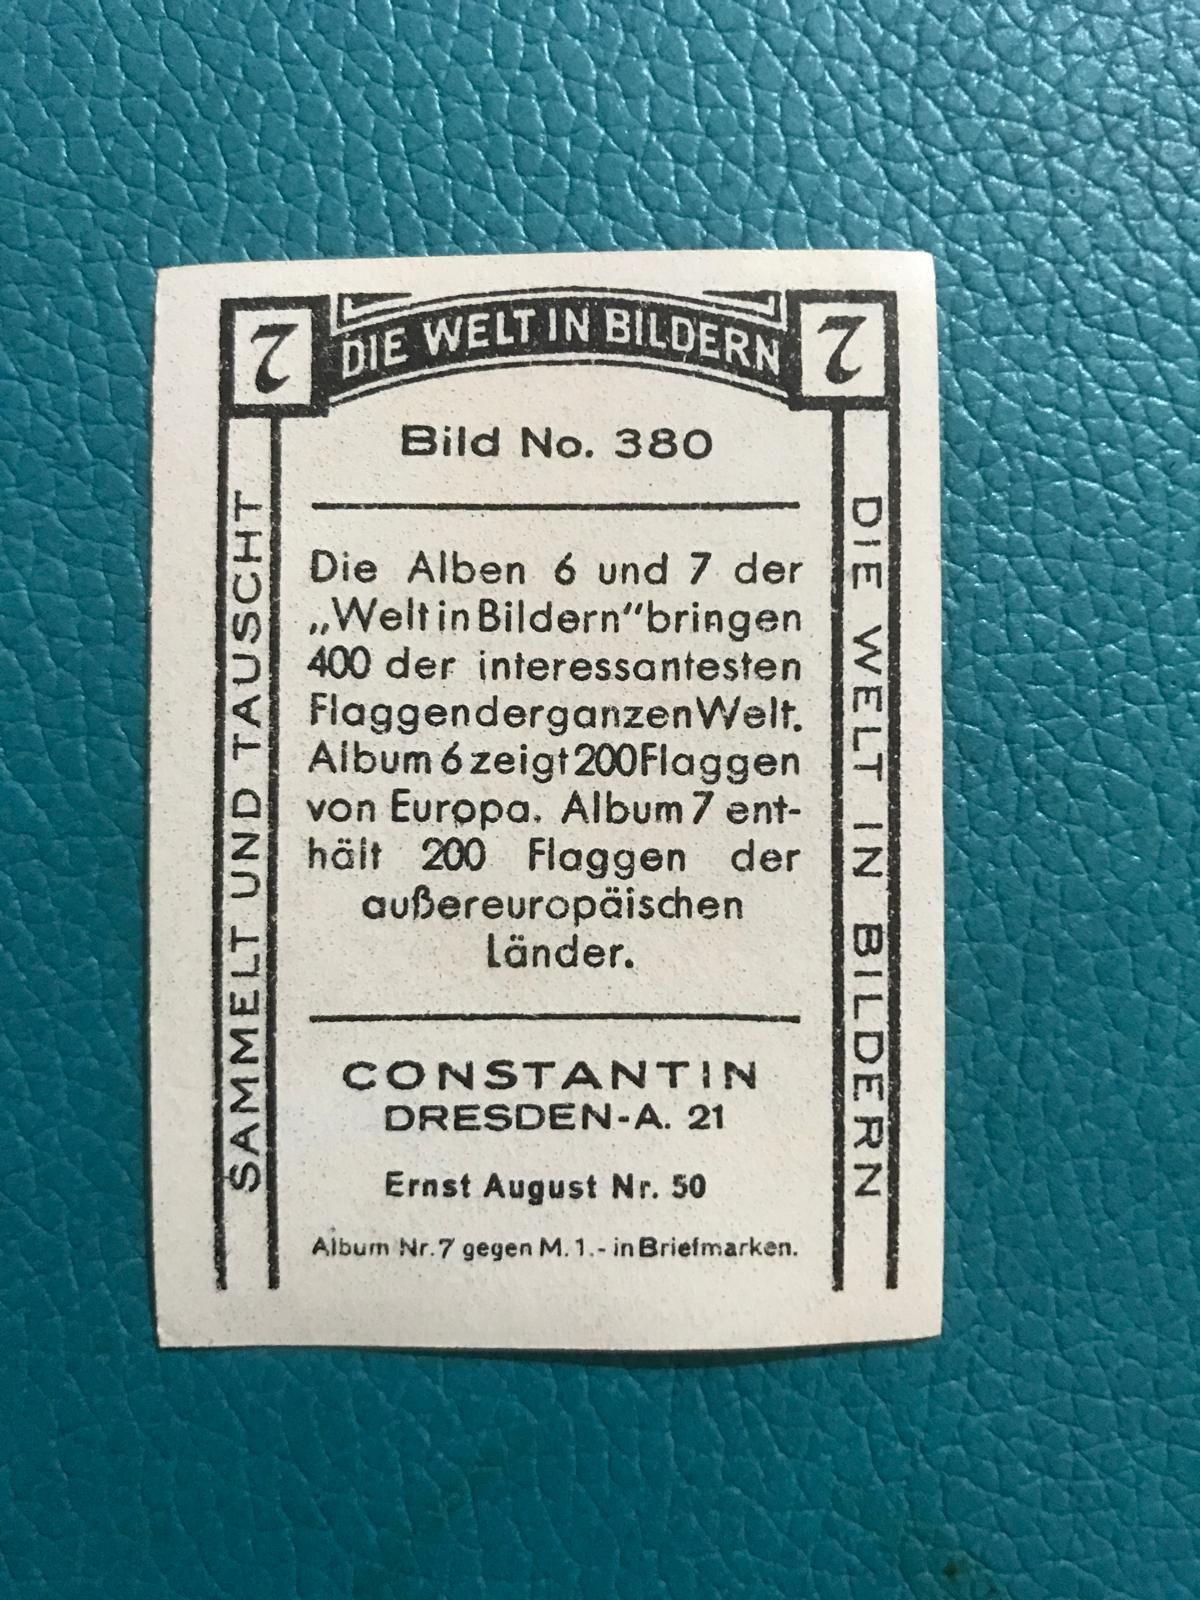 7 DIE WELT IN BILDERN 7
Bild No. 380
Die Alben 6 und 7 der
„Welt in Bildern“ bringen
400 der interessantesten
Flaggen der ganzen Welt.
Album 6 zeigt 200 Flaggen
von Europa. Album 7 ent-
hält 200 Flaggen der
außereuropäischen
Länder.
CONSTANTIN
DRESDEN-A. 21
Ernst August Nr. 50
Album Nr. 7 gegen M. 1.- in Briefmarken.
SAMMELT UND TAUSCHT
DIE WELT IN BILDERN